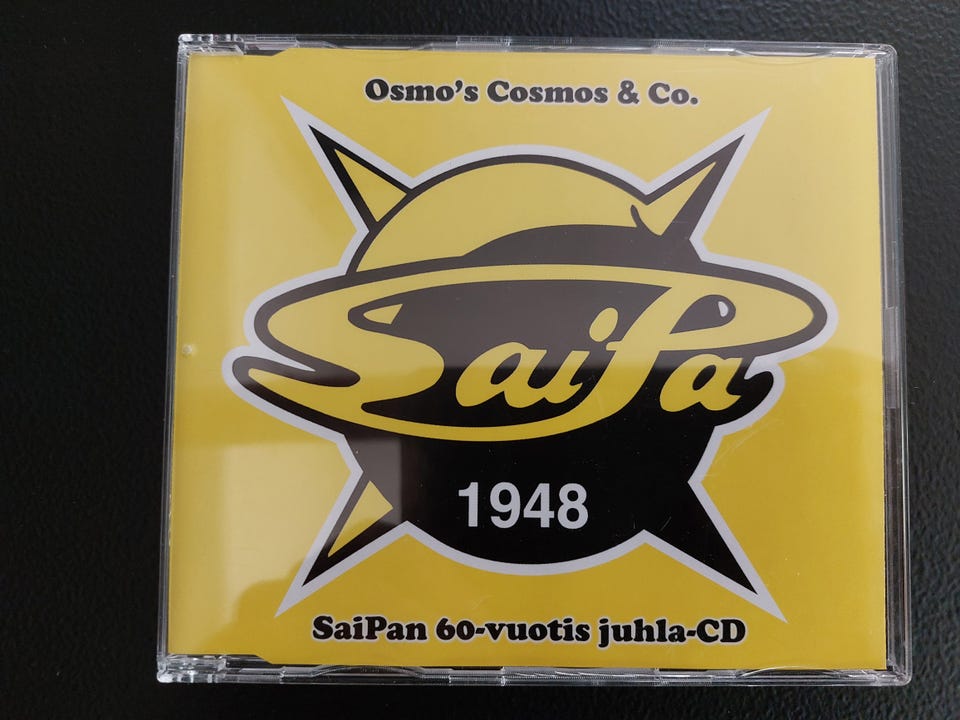 Osmo's Cosmos & Co.
SaiPa
1948
SaiPan 60-vuotis juhla-CD